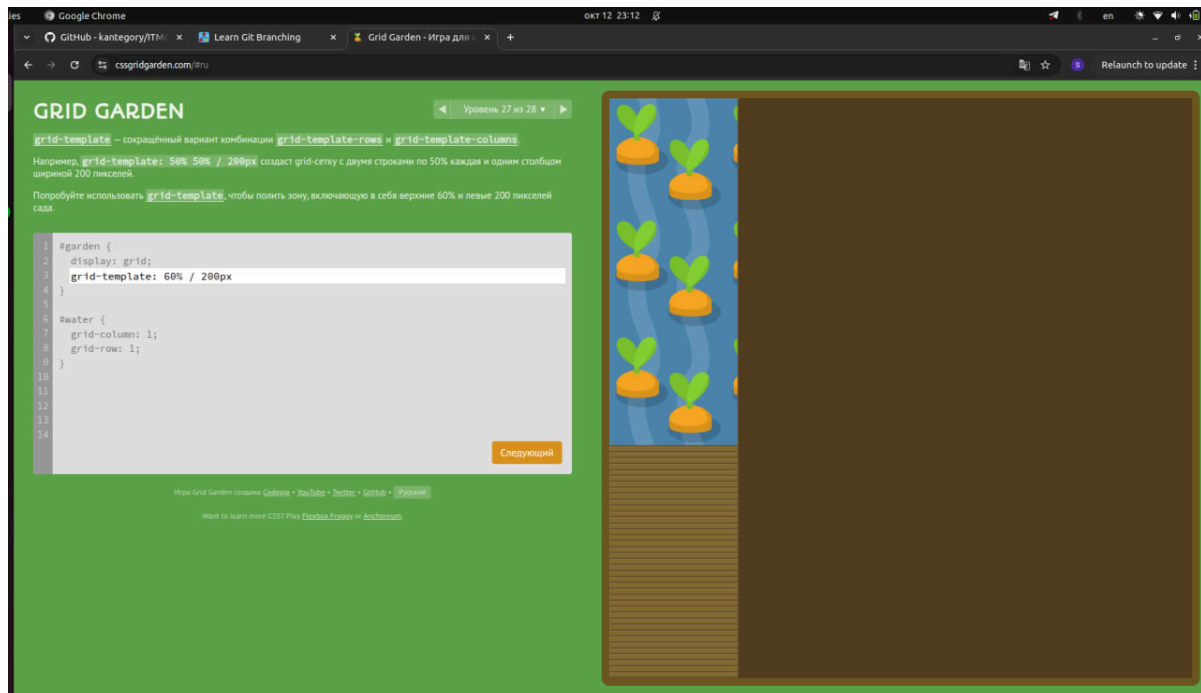 ies Google Chrome окт 12 23:12 en
GitHub - kantegory/ITM × Learn Git Branching × Grid Garden - Игра для × +
cssgridgarden.com/#ru S Relaunch to update
GRID GARDEN
Уровень 27 из 28
grid-template — сокращённый вариант комбинации grid-template-rows и grid-template-columns.
Например, grid-template: 50% 50% / 200px создаст grid-сетку с двумя строками по 50% каждая и одним столбцом
шириной 200 пикселей.
Попробуйте использовать grid-template, чтобы полить зону, включающую в себя верхние 60% и левые 200 пикселей
сада.
1 #garden {
2 display: grid;
3 grid-template: 60% / 200px
4 }
5
6 #water {
7 grid-column: 1;
8 grid-row: 1;
9 }
10
11
12
13
14
Следующий
Игра Grid Garden создана Codepip • YouTube • Twitter • GitHub • Русский
Want to learn more CSS? Play Flexbox Froggy or Anchoreum.